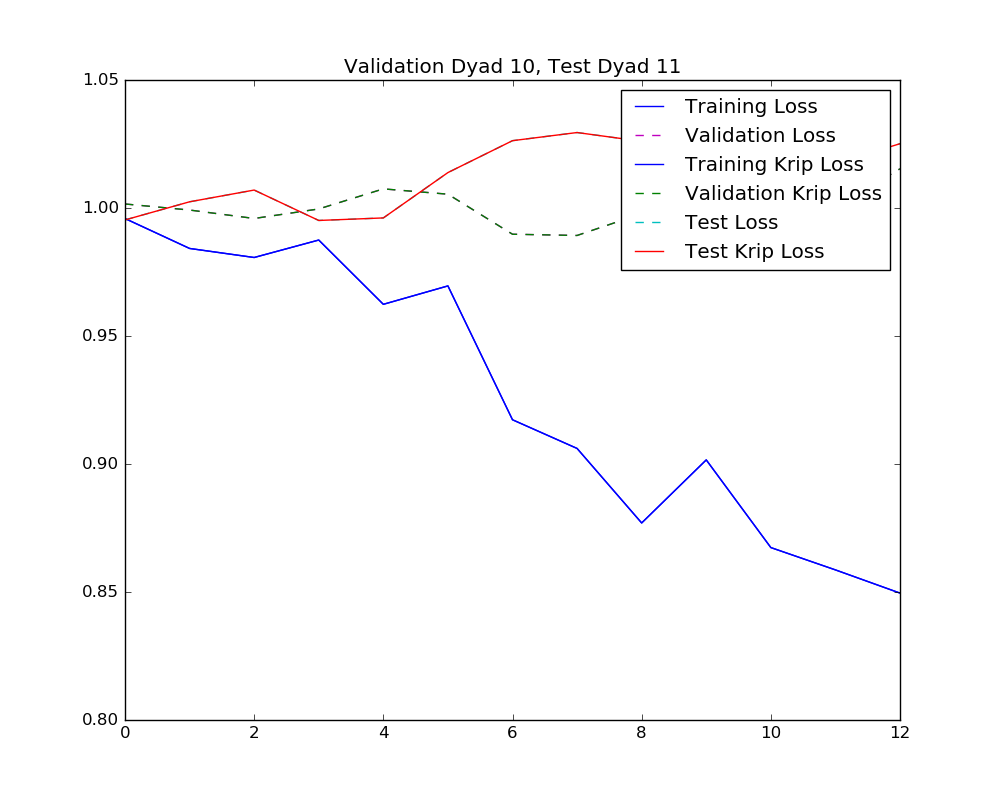 Validation Dyad 10, Test Dyad 11
1.05
1.00
0.95
0.90
0.85
0.80
Training Loss
Validation Loss
Training Krip Loss
Validation Krip Loss
Test Loss
Test Krip Loss
0 2 4 6 8 10 12